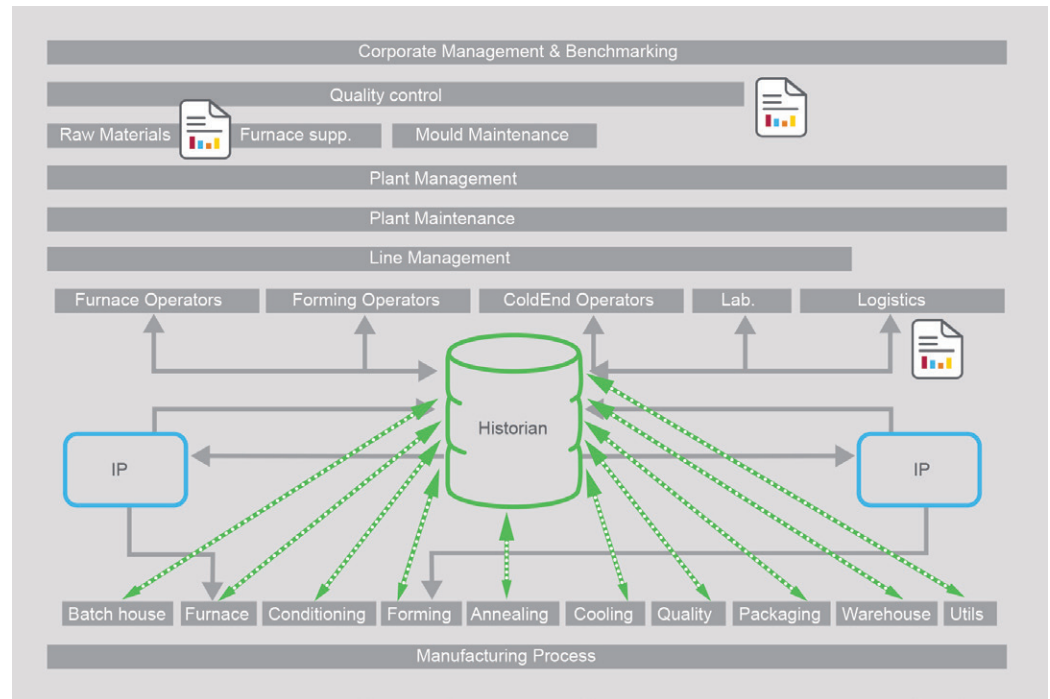 Corporate Management & Benchmarking
Quality control
Raw Materials
Furnace supp.
Mould Maintenance
Plant Management
Plant Maintenance
Line Management
Furnace Operators
Forming Operators
ColdEnd Operators
Lab.
Logistics
Historian
IP
IP
Batch house
Furnace
Conditioning
Forming
Annealing
Cooling
Quality
Packaging
Warehouse
Utils
Manufacturing Process